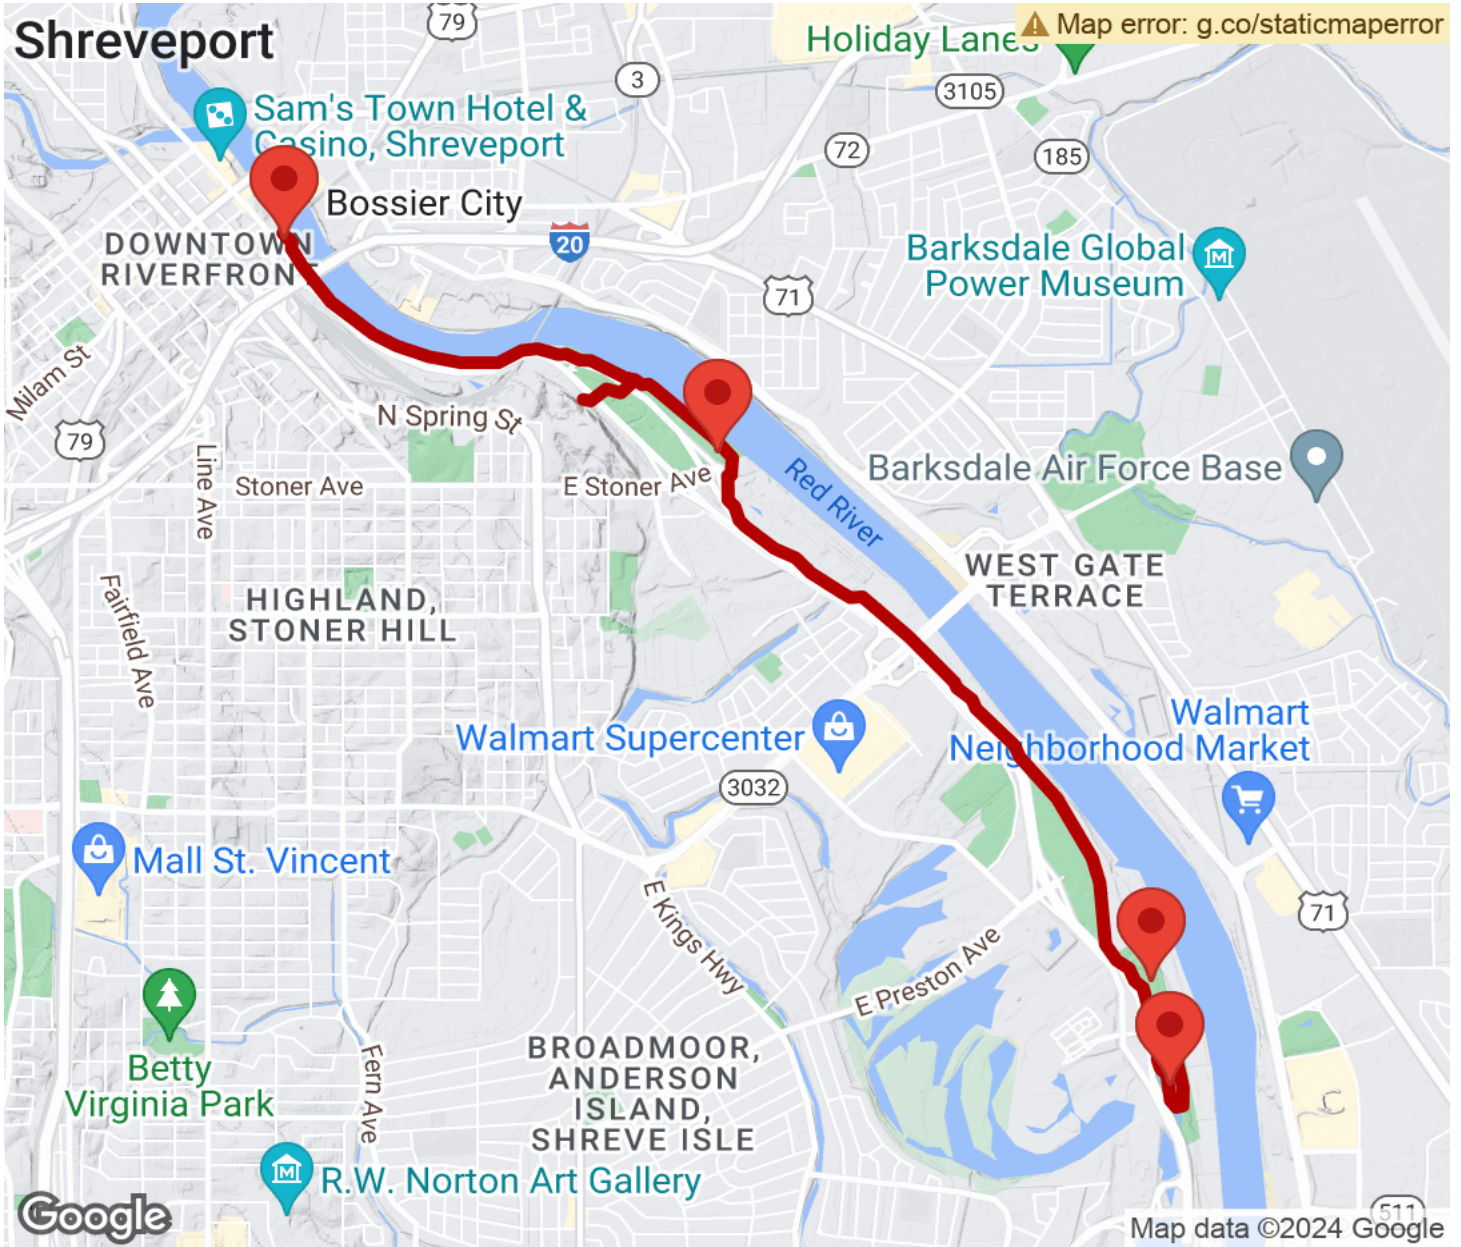 Shreveport
79
Map error: g.co/staticmaperror
Holiday Lanes
3
3105
Sam's Town Hotel &
Casino, Shreveport
72
185
Bossier City
DOWNTOWN
RIVERFRONT
20
Barksdale Global
Power Museum
71
Milam St
79
N Spring St
Line Ave
Stoner Ave
E Stoner Ave
Red River
Barksdale Air Force Base
WEST GATE
TERRACE
Fairfield Ave
HIGHLAND,
STONER HILL
Walmart Supercenter
Walmart
Neighborhood Market
3032
Mall St. Vincent
E Kings Hwy
71
E Preston Ave
Betty
Virginia Park
Fern Ave
BROADMOOR,
ANDERSON
ISLAND,
SHREVE ISLE
R.W. Norton Art Gallery
511
Google
Map data ©2024 Google